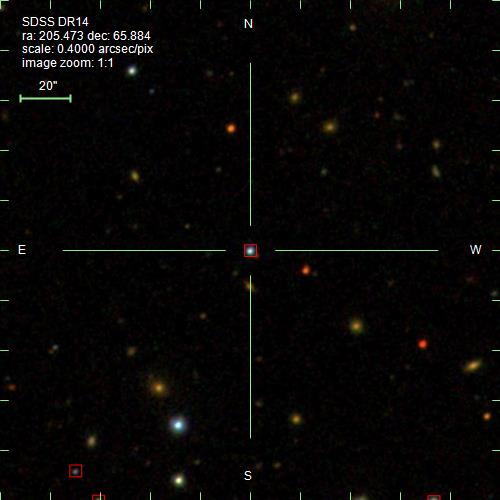 SDSS DR14
ra: 205.473 dec: 65.884
scale: 0.4000 arcsec/pix
image zoom: 1:1
20"
N
E
W
S